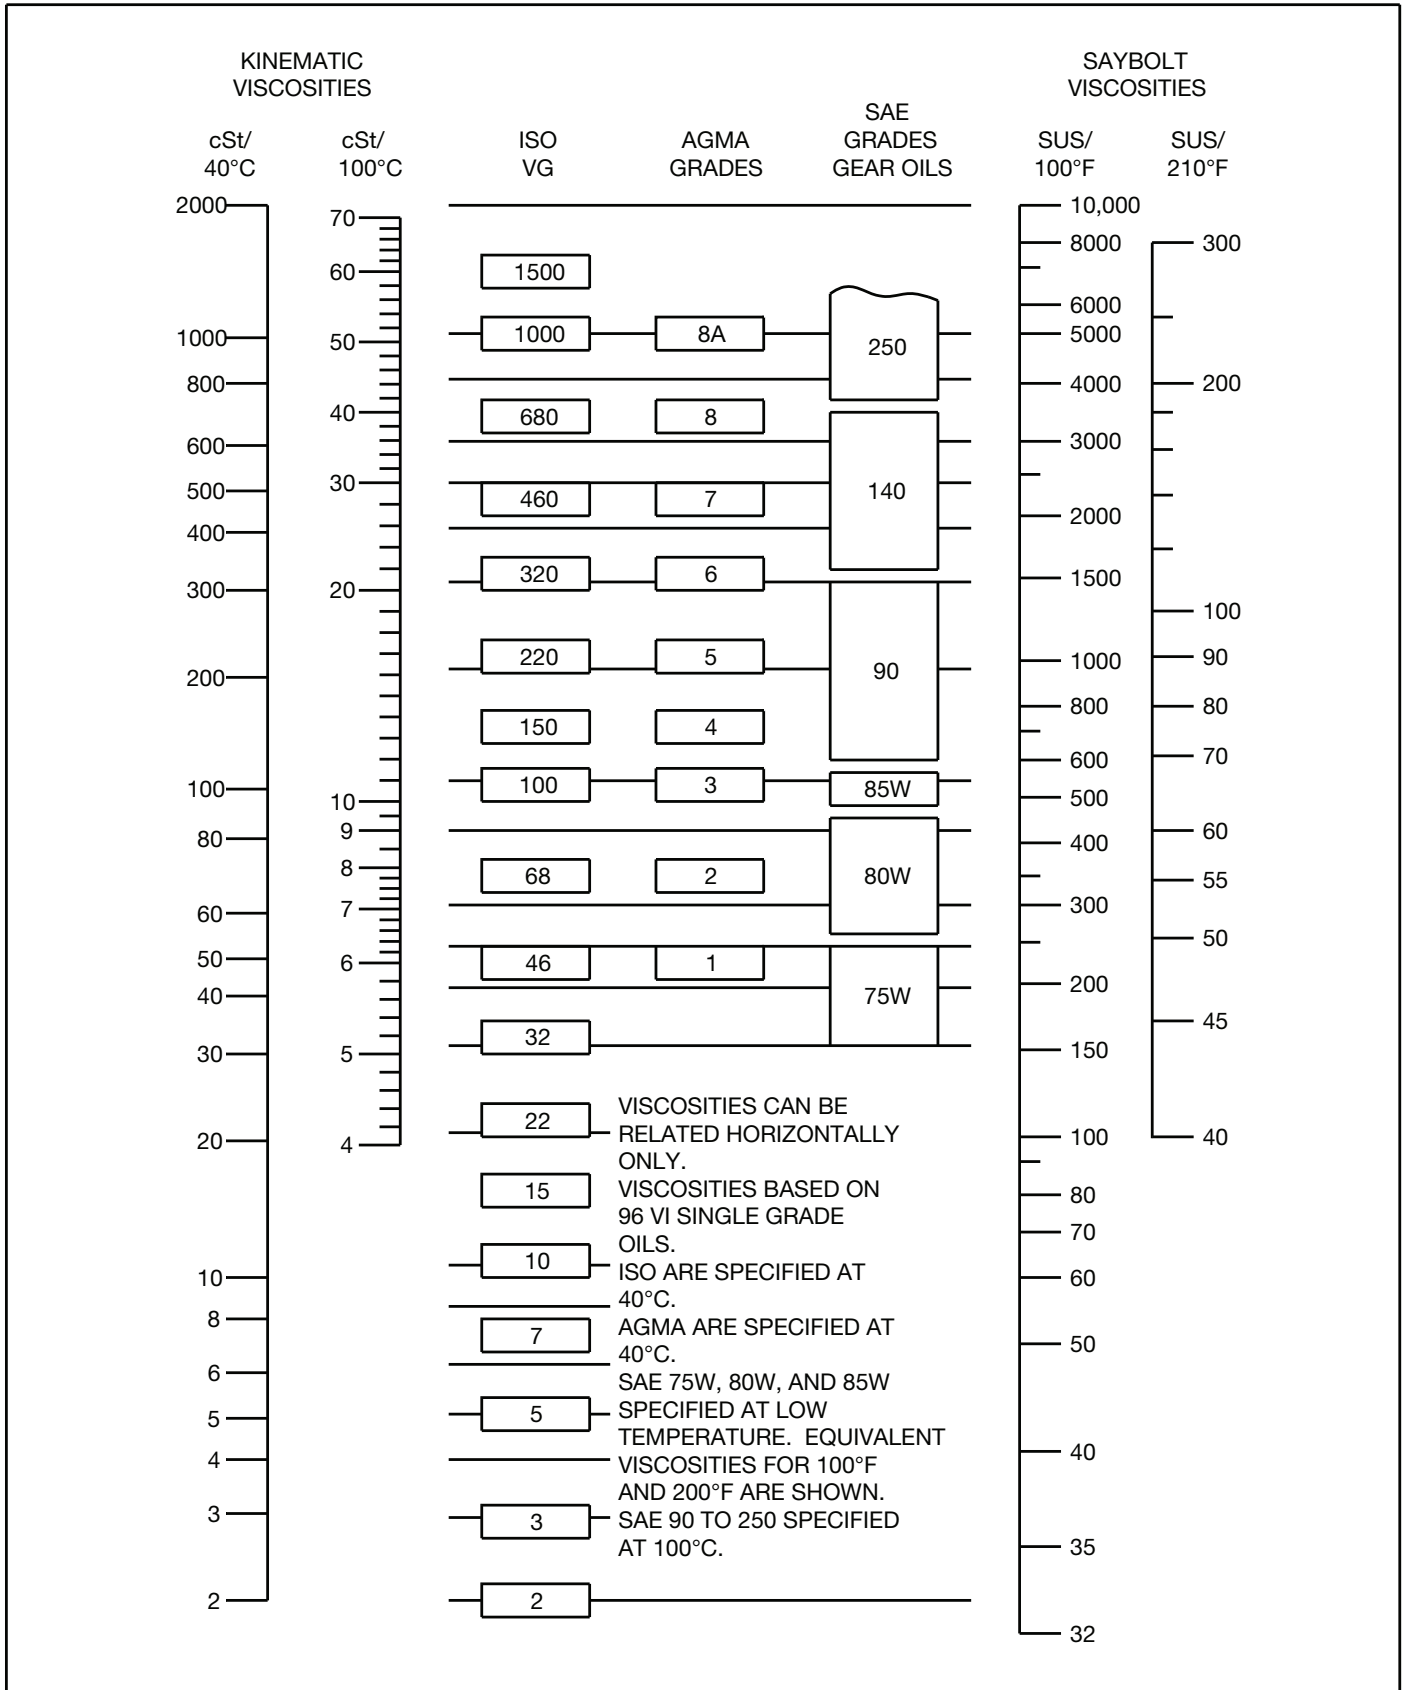 KINEMATIC
VISCOSITIES
SAYBOLT
VISCOSITIES
cSt/
40°C
cSt/
100°C
ISO
VG
AGMA
GRADES
SAE
GRADES
GEAR OILS
SUS/
100°F
SUS/
210°F
2000
1000
800
600
500
400
300
200
100
80
60
50
40
30
20
10
8
6
5
4
3
2
70
60
50
40
30
20
10
9
8
7
6
5
4
1500
1000
680
460
320
220
150
100
68
46
32
22
15
10
7
5
3
2
8A
8
7
6
5
4
3
2
1
250
140
90
85W
80W
75W
VISCOSITIES CAN BE
RELATED HORIZONTALLY
ONLY.
VISCOSITIES BASED ON
96 VI SINGLE GRADE
OILS.
ISO ARE SPECIFIED AT
40°C.
AGMA ARE SPECIFIED AT
40°C.
SAE 75W, 80W, AND 85W
SPECIFIED AT LOW
TEMPERATURE. EQUIVALENT
VISCOSITIES FOR 100°F
AND 200°F ARE SHOWN.
SAE 90 TO 250 SPECIFIED
AT 100°C.
10,000
8000
6000
5000
4000
3000
2000
1500
1000
800
600
500
400
300
200
150
100
80
70
60
50
40
35
32
300
200
100
90
80
70
60
55
50
45
40